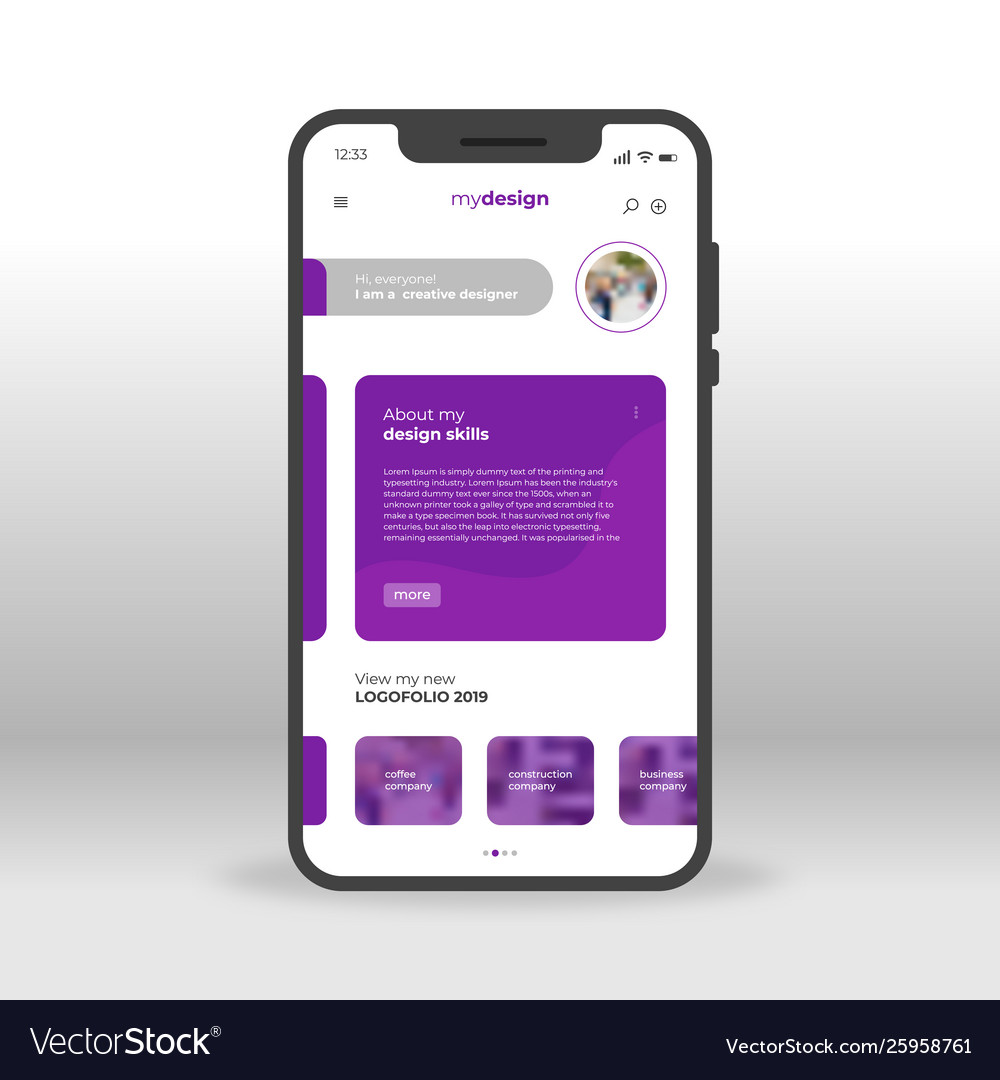 12:33
mydesign
Hi, everyone!
I am a creative designer
About my
design skills
Lorem Ipsum is simply dummy text of the printing and
typesetting industry. Lorem Ipsum has been the industry's
standard dummy text ever since the 1500s, when an
unknown printer took a galley of type and scrambled it to
make a type specimen book. It has survived not only five
centuries, but also the leap into electronic typesetting,
remaining essentially unchanged. It was popularised in the
more
View my new
LOGOFOLIO 2019
coffee
company
construction
company
business
company
VectorStock®
VectorStock.com/25958761